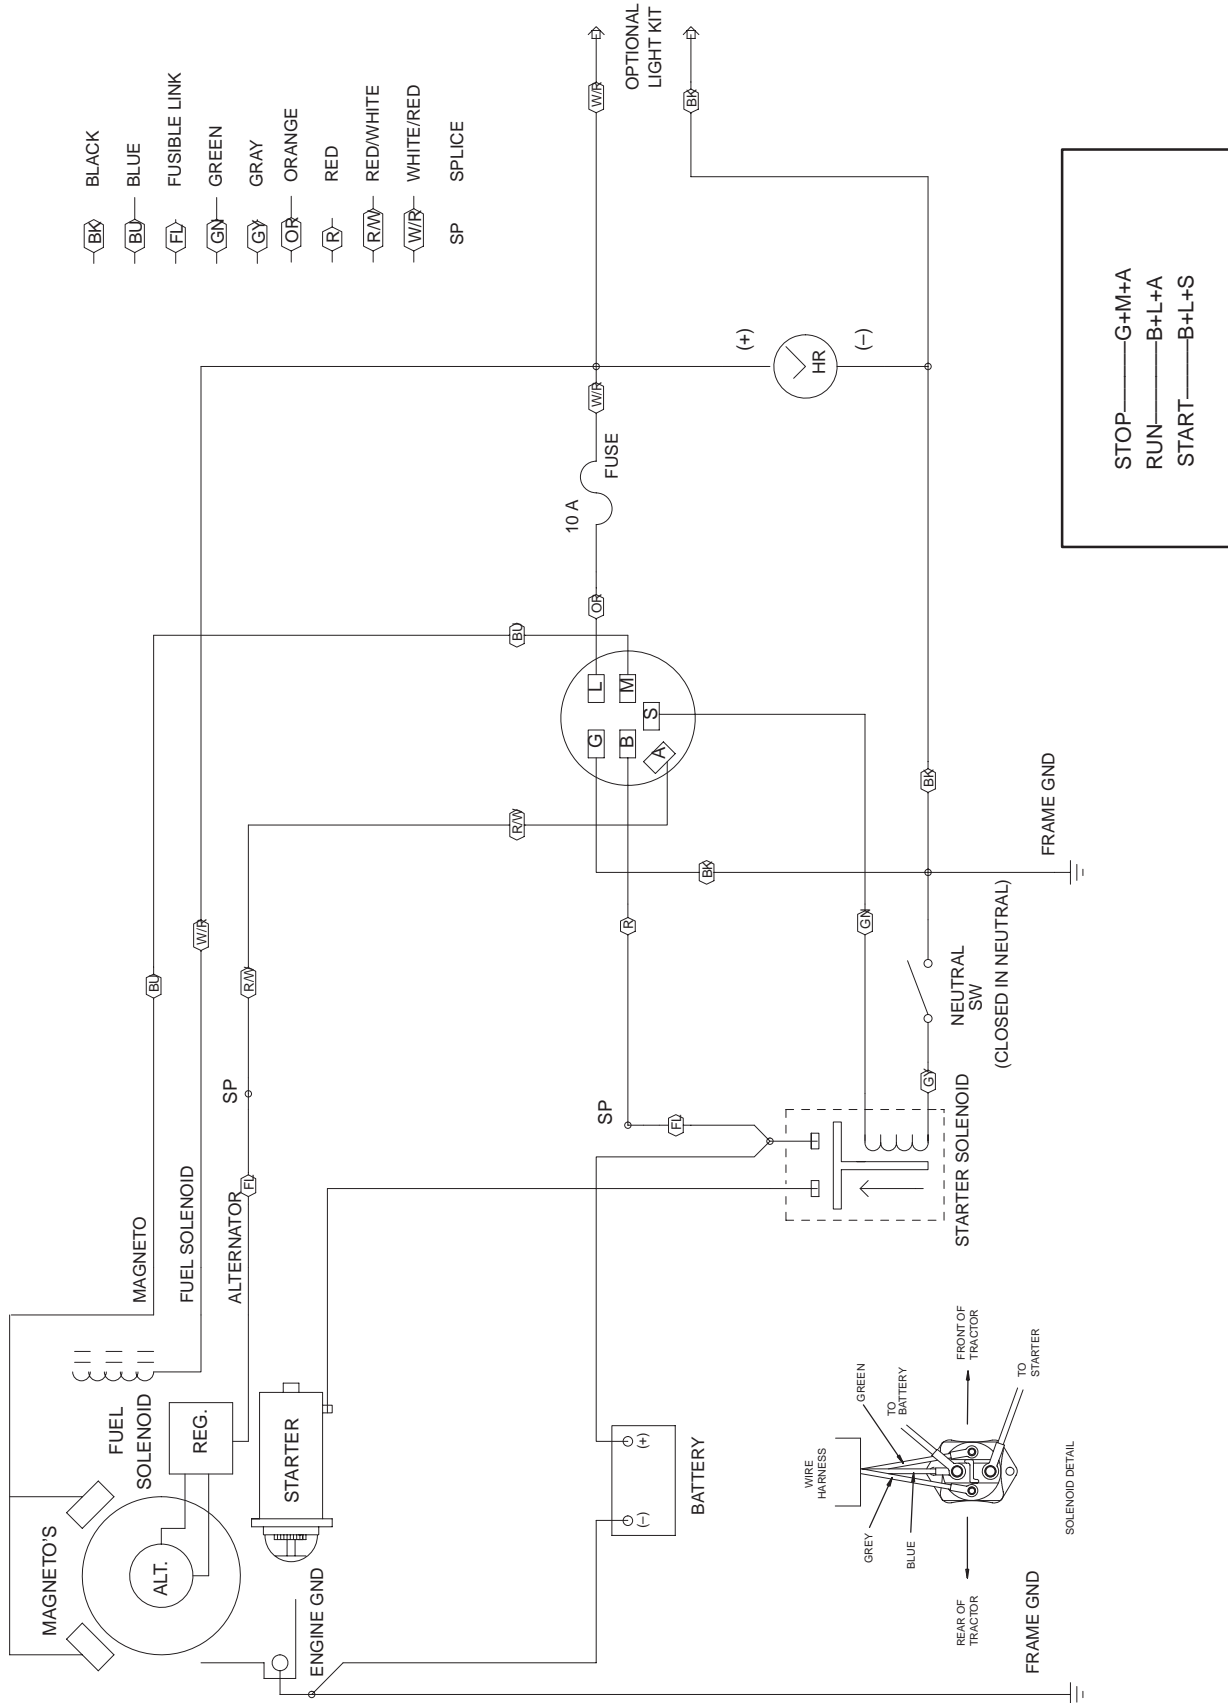 MAGNETO'S
ALT.
REG.
FUEL
SOLENOID
MAGNETO
FUEL SOLENOID
ALTERNATOR
STARTER
ENGINE GND
BU
W/R
FL
SP
R/W
BU
R/W
BK BLACK
BU BLUE
FL FUSIBLE LINK
GN GREEN
GY GRAY
OR ORANGE
R RED
R/W RED/WHITE
W/R WHITE/RED
SP SPLICE
G
L
B
M
A
S
OR
10 A
FUSE
W/R
W/R
OPTIONAL
LIGHT KIT
BK
(+)
HR
(–)
BATTERY
(–)
(+)
SP
FL
R
BK
GN
BK
GY
STARTER SOLENOID
NEUTRAL
SW
(CLOSED IN NEUTRAL)
FRAME GND
FRAME GND
WIRE
HARNESS
GREY
BLUE
GREEN
TO
BATTERY
REAR OF
TRACTOR
FRONT OF
TRACTOR
TO
STARTER
SOLENOID DETAIL
STOP G+M+A
RUN B+L+A
START B+L+S